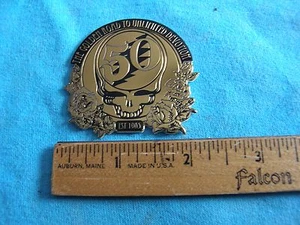 THE GOLDEN ROAD TO UNLIMITED DEVOTION
50
EST 1965
1 2 3
AUBURN, MAINE MADE IN U.S.A. Falcon